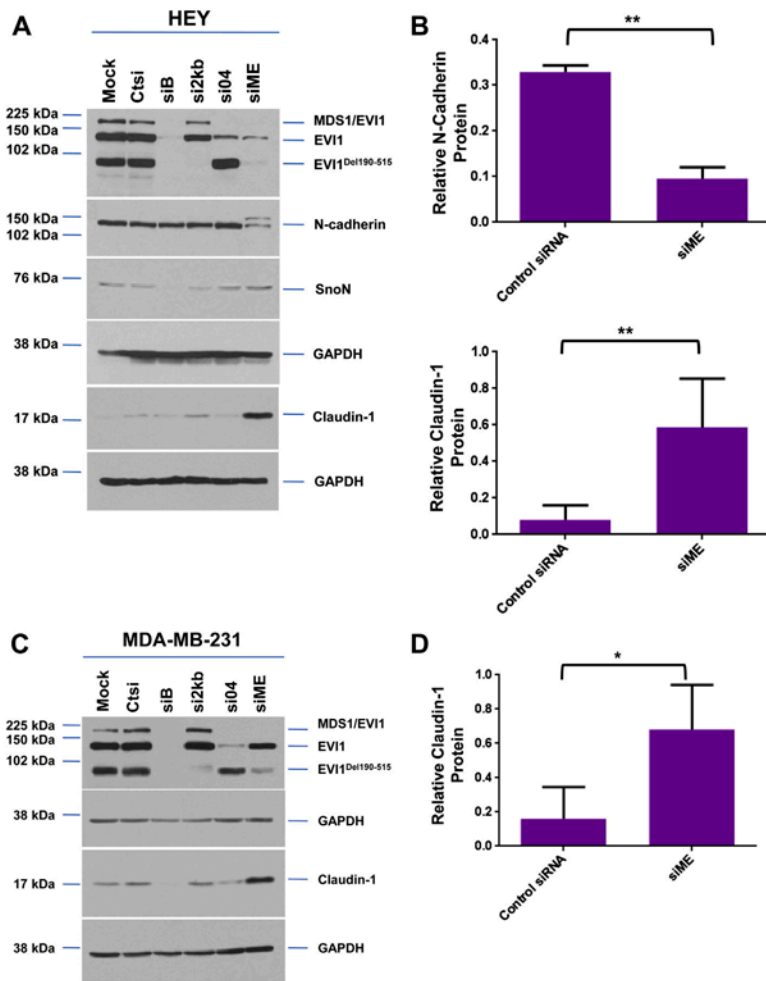 A
HEY
Mock
Ctsi
siB
si2kb
si04
siME
225 kDa
150 kDa
102 kDa
MDS1/EVI1
EVI1
EVI1Del190-515
150 kDa
102 kDa
N-cadherin
76 kDa
SnoN
38 kDa
GAPDH
17 kDa
Claudin-1
38 kDa
GAPDH
B
**
Relative N-Cadherin
Protein
0.4
0.3
0.2
0.1
0.0
Control siRNA
siME
**
Relative Claudin-1
Protein
1.0
0.8
0.6
0.4
0.2
0.0
Control siRNA
siME
C
MDA-MB-231
Mock
Ctsi
siB
si2kb
si04
siME
225 kDa
150 kDa
102 kDa
MDS1/EVI1
EVI1
EVI1Del190-515
38 kDa
GAPDH
17 kDa
Claudin-1
38 kDa
GAPDH
D
*
Relative Claudin-1
Protein
1.0
0.8
0.6
0.4
0.2
0.0
Control siRNA
siME